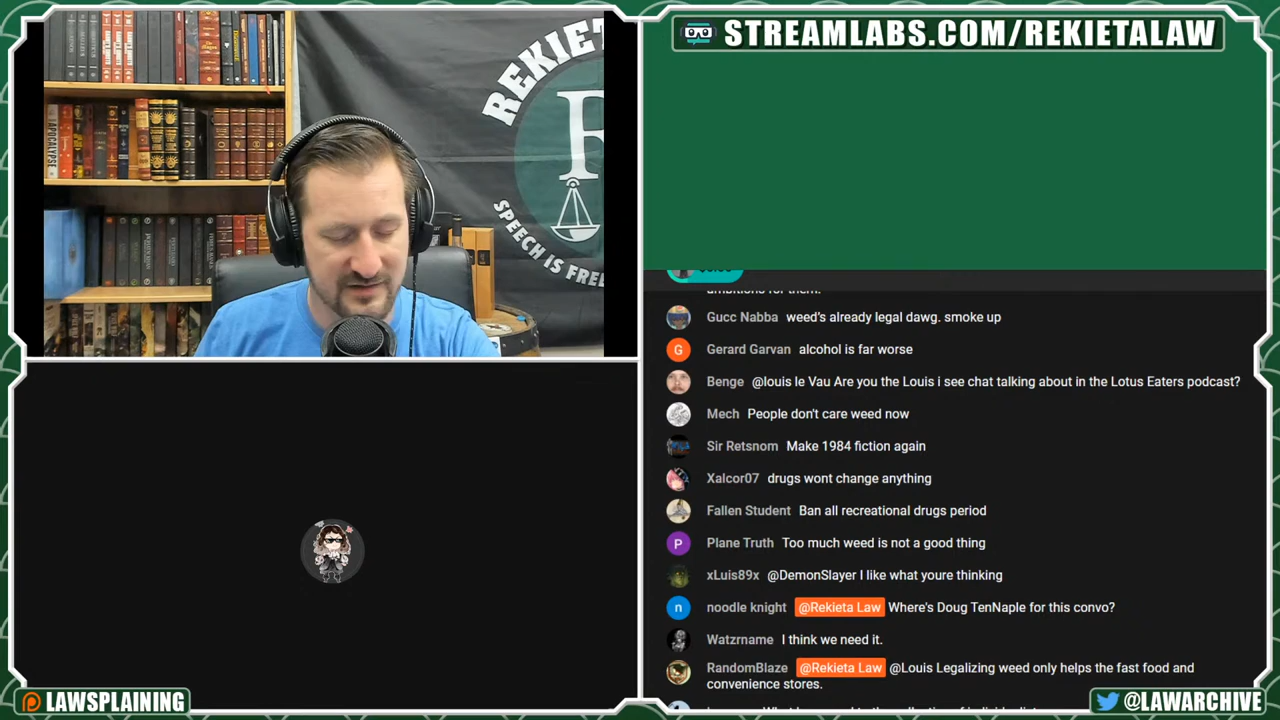 STREAMLABS.COM/REKIETALAW
REKIET
SPEECH IS FREE
APOCALYPSE
ambitions for them.
Gucc Nabba weed's already legal dawg. smoke up
Gerard Garvan alcohol is far worse
Benge @louis le Vau Are you the Louis i see chat talking about in the Lotus Eaters podcast?
Mech People don't care weed now
Sir Retsnom Make 1984 fiction again
Xalcor07 drugs wont change anything
Fallen Student Ban all recreational drugs period
Plane Truth Too much weed is not a good thing
xLuis89x @DemonSlayer I like what youre thinking
noodle knight @Rekieta Law Where's Doug TenNaple for this convo?
Watzrname I think we need it.
RandomBlaze @Rekieta Law @Louis Legalizing weed only helps the fast food and
convenience stores.
LAWSPLAINING
@LAWARCHIVE